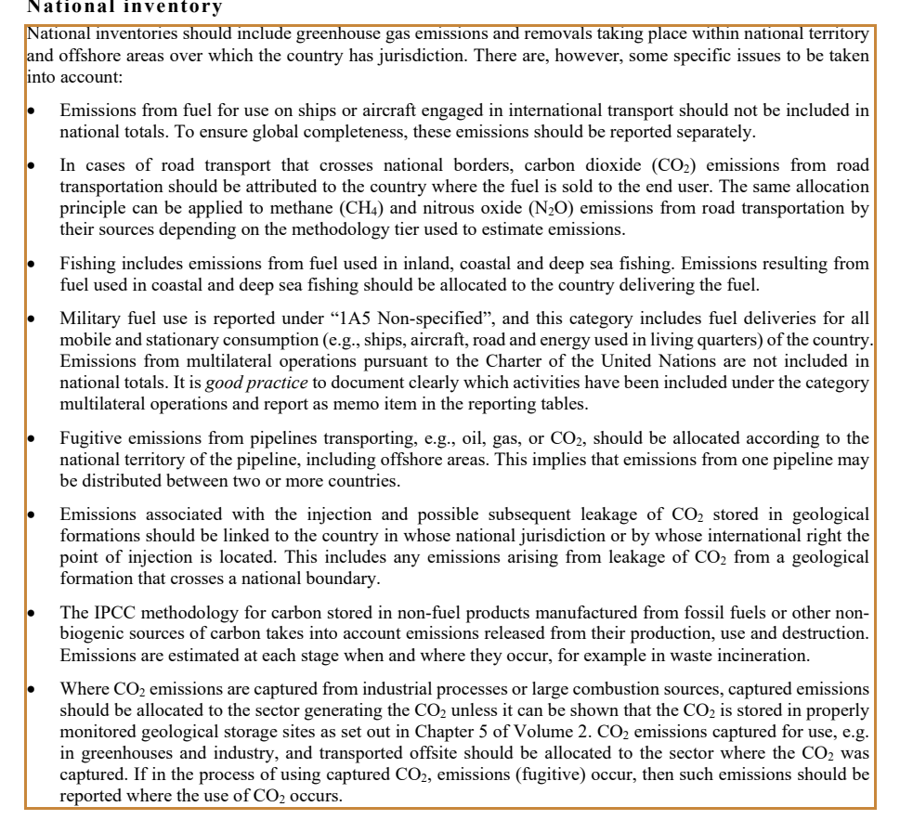 National inventory
National inventories should include greenhouse gas emissions and removals taking place within national territory
and offshore areas over which the country has jurisdiction. There are, however, some specific issues to be taken
into account:
• Emissions from fuel for use on ships or aircraft engaged in international transport should not be included in
national totals. To ensure global completeness, these emissions should be reported separately.
• In cases of road transport that crosses national borders, carbon dioxide (CO₂) emissions from road
transportation should be attributed to the country where the fuel is sold to the end user. The same allocation
principle can be applied to methane (CH₄) and nitrous oxide (N₂O) emissions from road transportation by
their sources depending on the methodology tier used to estimate emissions.
• Fishing includes emissions from fuel used in inland, coastal and deep sea fishing. Emissions resulting from
fuel used in coastal and deep sea fishing should be allocated to the country delivering the fuel.
• Military fuel use is reported under “1A5 Non-specified”, and this category includes fuel deliveries for all
mobile and stationary consumption (e.g., ships, aircraft, road and energy used in living quarters) of the country.
Emissions from multilateral operations pursuant to the Charter of the United Nations are not included in
national totals. It is good practice to document clearly which activities have been included under the category
multilateral operations and report as memo item in the reporting tables.
• Fugitive emissions from pipelines transporting, e.g., oil, gas, or CO₂, should be allocated according to the
national territory of the pipeline, including offshore areas. This implies that emissions from one pipeline may
be distributed between two or more countries.
• Emissions associated with the injection and possible subsequent leakage of CO₂ stored in geological
formations should be linked to the country in whose national jurisdiction or by whose international right the
point of injection is located. This includes any emissions arising from leakage of CO₂ from a geological
formation that crosses a national boundary.
• The IPCC methodology for carbon stored in non-fuel products manufactured from fossil fuels or other non-
biogenic sources of carbon takes into account emissions released from their production, use and destruction.
Emissions are estimated at each stage when and where they occur, for example in waste incineration.
• Where CO₂ emissions are captured from industrial processes or large combustion sources, captured emissions
should be allocated to the sector generating the CO₂ unless it can be shown that the CO₂ is stored in properly
monitored geological storage sites as set out in Chapter 5 of Volume 2. CO₂ emissions captured for use, e.g.
in greenhouses and industry, and transported offsite should be allocated to the sector where the CO₂ was
captured. If in the process of using captured CO₂, emissions (fugitive) occur, then such emissions should be
reported where the use of CO₂ occurs.